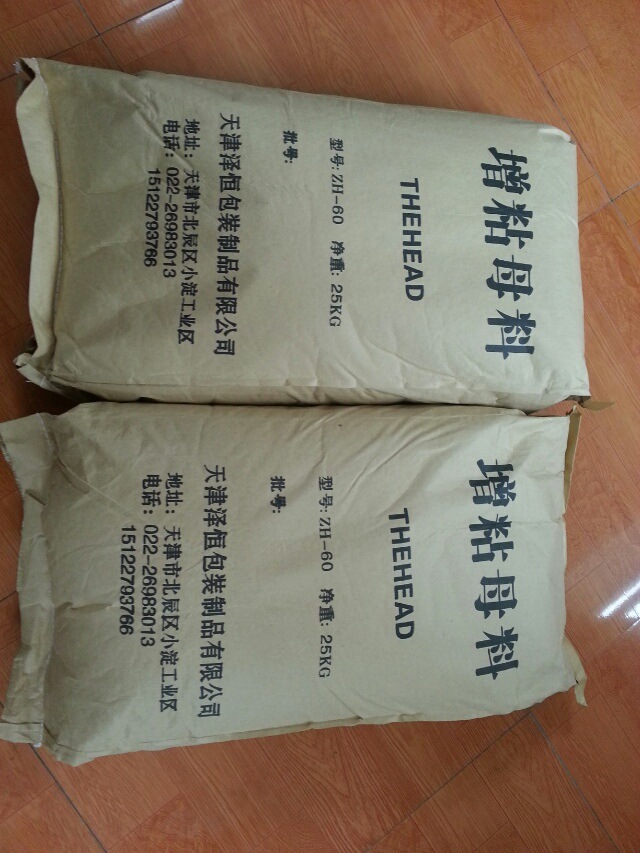 增粘母料
THEHEAD
型号: ZH-60 净重: 25KG
批号:
天津泽恒包装制品有限公司
地址: 天津市北辰区小淀工业区
电话: 022-26983013
15122793766
增粘母料
THEHEAD
型号: ZH-60 净重: 25KG
批号:
天津泽恒包装制品有限公司
地址: 天津市北辰区小淀工业区
电话: 022-26983013
15122793766